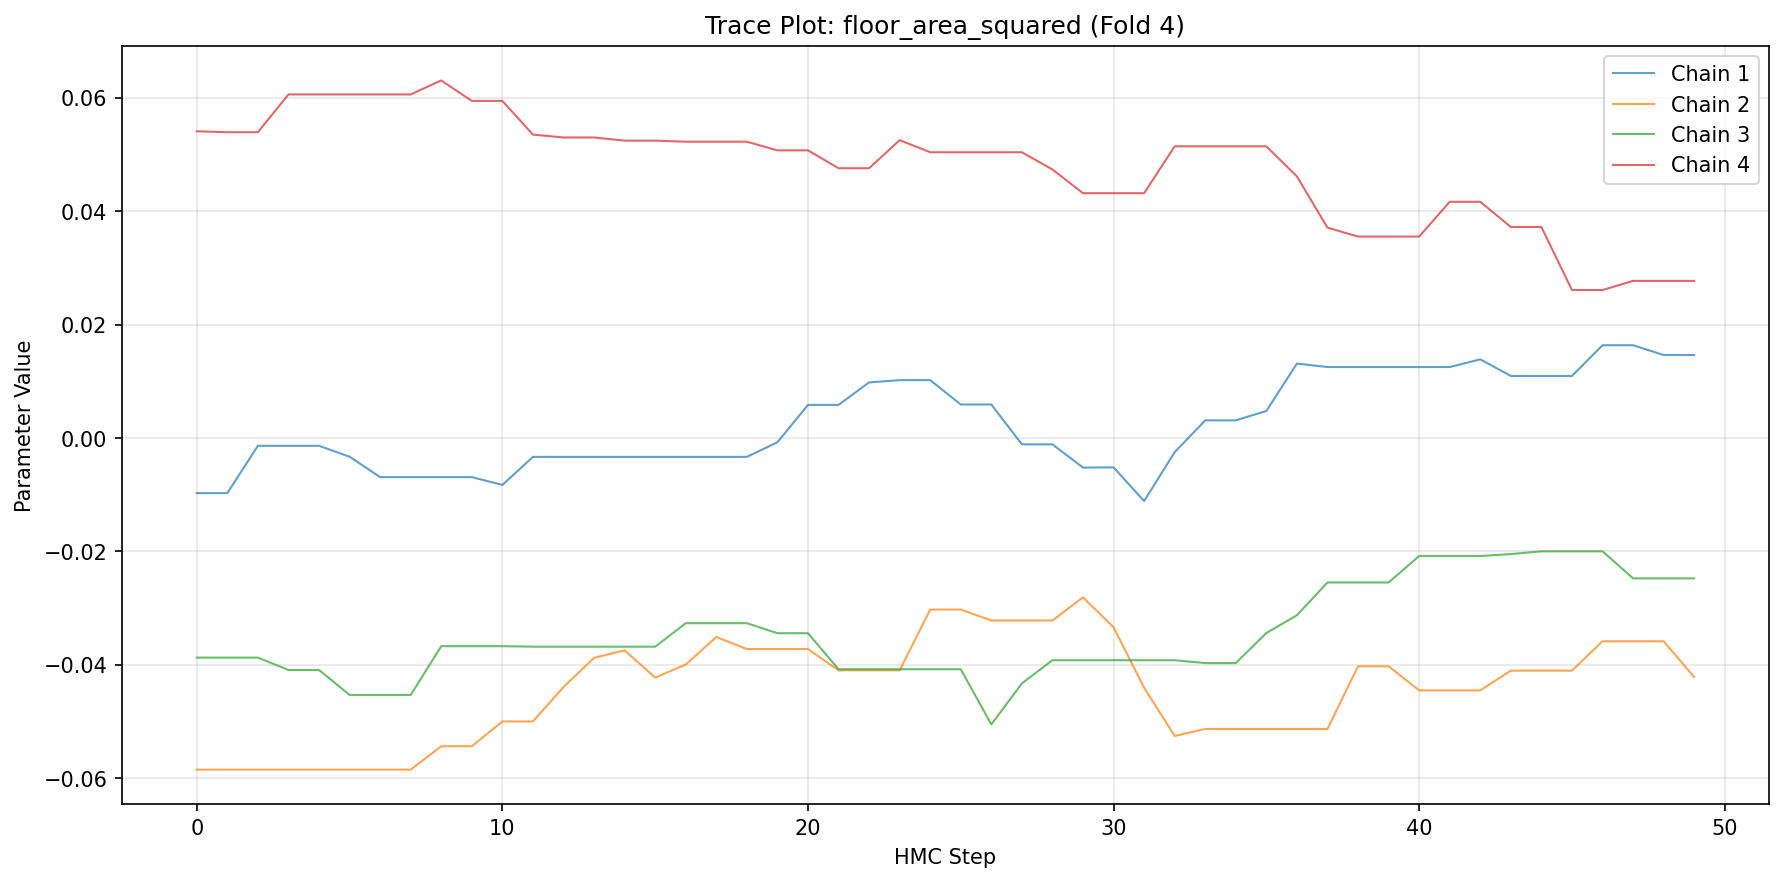 Trace Plot: floor_area_squared (Fold 4)
Chain 1
Chain 2
Chain 3
Chain 4
0.06
0.04
0.02
0.00
−0.02
−0.04
−0.06
Parameter Value
0 10 20 30 40 50
HMC Step